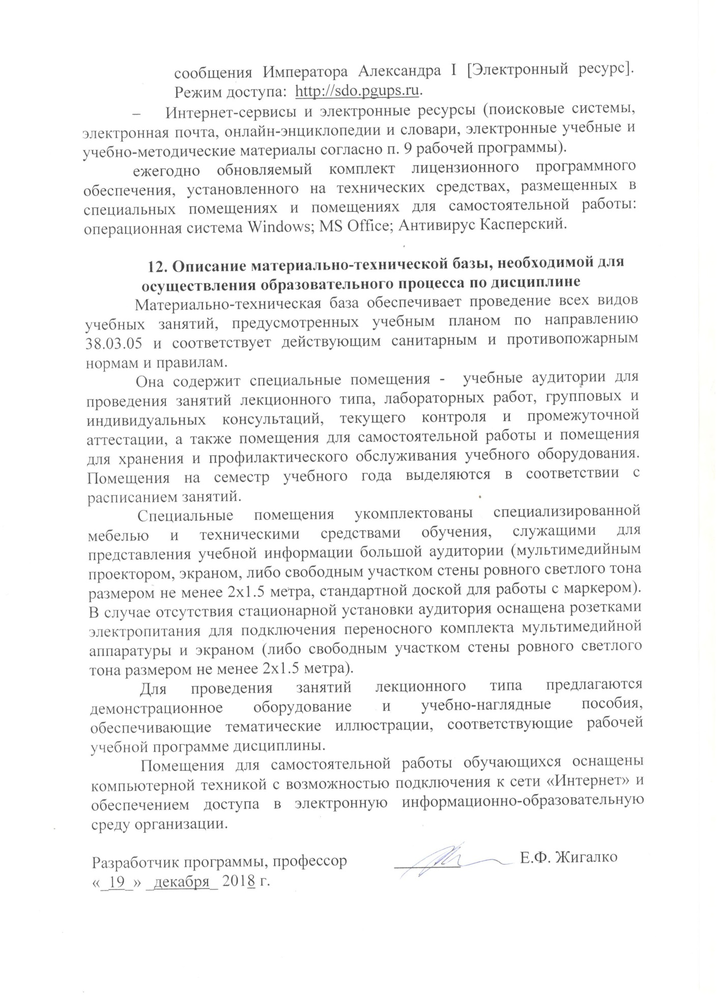 сообщения Императора Александра I [Электронный ресурс].
Режим доступа: http://sdo.pgups.ru.
– Интернет-сервисы и электронные ресурсы (поисковые системы,
электронная почта, онлайн-энциклопедии и словари, электронные учебные и
учебно-методические материалы согласно п. 9 рабочей программы).
ежегодно обновляемый комплект лицензионного программного
обеспечения, установленного на технических средствах, размещенных в
специальных помещениях и помещениях для самостоятельной работы:
операционная система Windows; MS Office; Антивирус Касперский.
12. Описание материально-технической базы, необходимой для
осуществления образовательного процесса по дисциплине
Материально-техническая база обеспечивает проведение всех видов
учебных занятий, предусмотренных учебным планом по направлению
38.03.05 и соответствует действующим санитарным и противопожарным
нормам и правилам.
Она содержит специальные помещения - учебные аудитории для
проведения занятий лекционного типа, лабораторных работ, групповых и
индивидуальных консультаций, текущего контроля и промежуточной
аттестации, а также помещения для самостоятельной работы и помещения
для хранения и профилактического обслуживания учебного оборудования.
Помещения на семестр учебного года выделяются в соответствии с
расписанием занятий.
Специальные помещения укомплектованы специализированной
мебелью и техническими средствами обучения, служащими для
представления учебной информации большой аудитории (мультимедийным
проектором, экраном, либо свободным участком стены ровного светлого тона
размером не менее 2х1.5 метра, стандартной доской для работы с маркером).
В случае отсутствия стационарной установки аудитория оснащена розетками
электропитания для подключения переносного комплекта мультимедийной
аппаратуры и экраном (либо свободным участком стены ровного светлого
тона размером не менее 2х1.5 метра).
Для проведения занятий лекционного типа предлагаются
демонстрационное оборудование и учебно-наглядные пособия,
обеспечивающие тематические иллюстрации, соответствующие рабочей
учебной программе дисциплины.
Помещения для самостоятельной работы обучающихся оснащены
компьютерной техникой с возможностью подключения к сети «Интернет» и
обеспечением доступа в электронную информационно-образовательную
среду организации.
Разработчик программы, профессор ________ Е.Ф. Жигалко
«_19_» _декабря_ 2018 г.